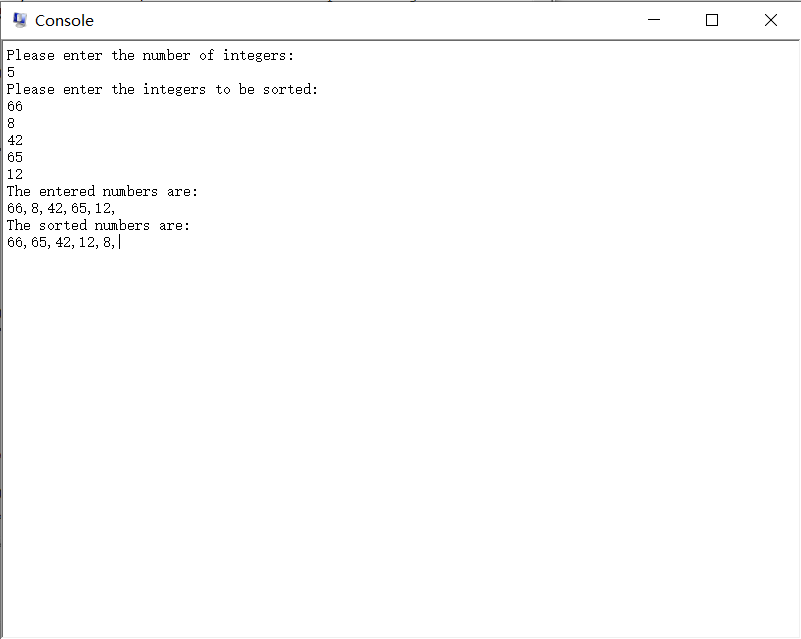 Console
Please enter the number of integers:
5
Please enter the integers to be sorted:
66
8
42
65
12
The entered numbers are:
66,8,42,65,12,
The sorted numbers are:
66,65,42,12,8,